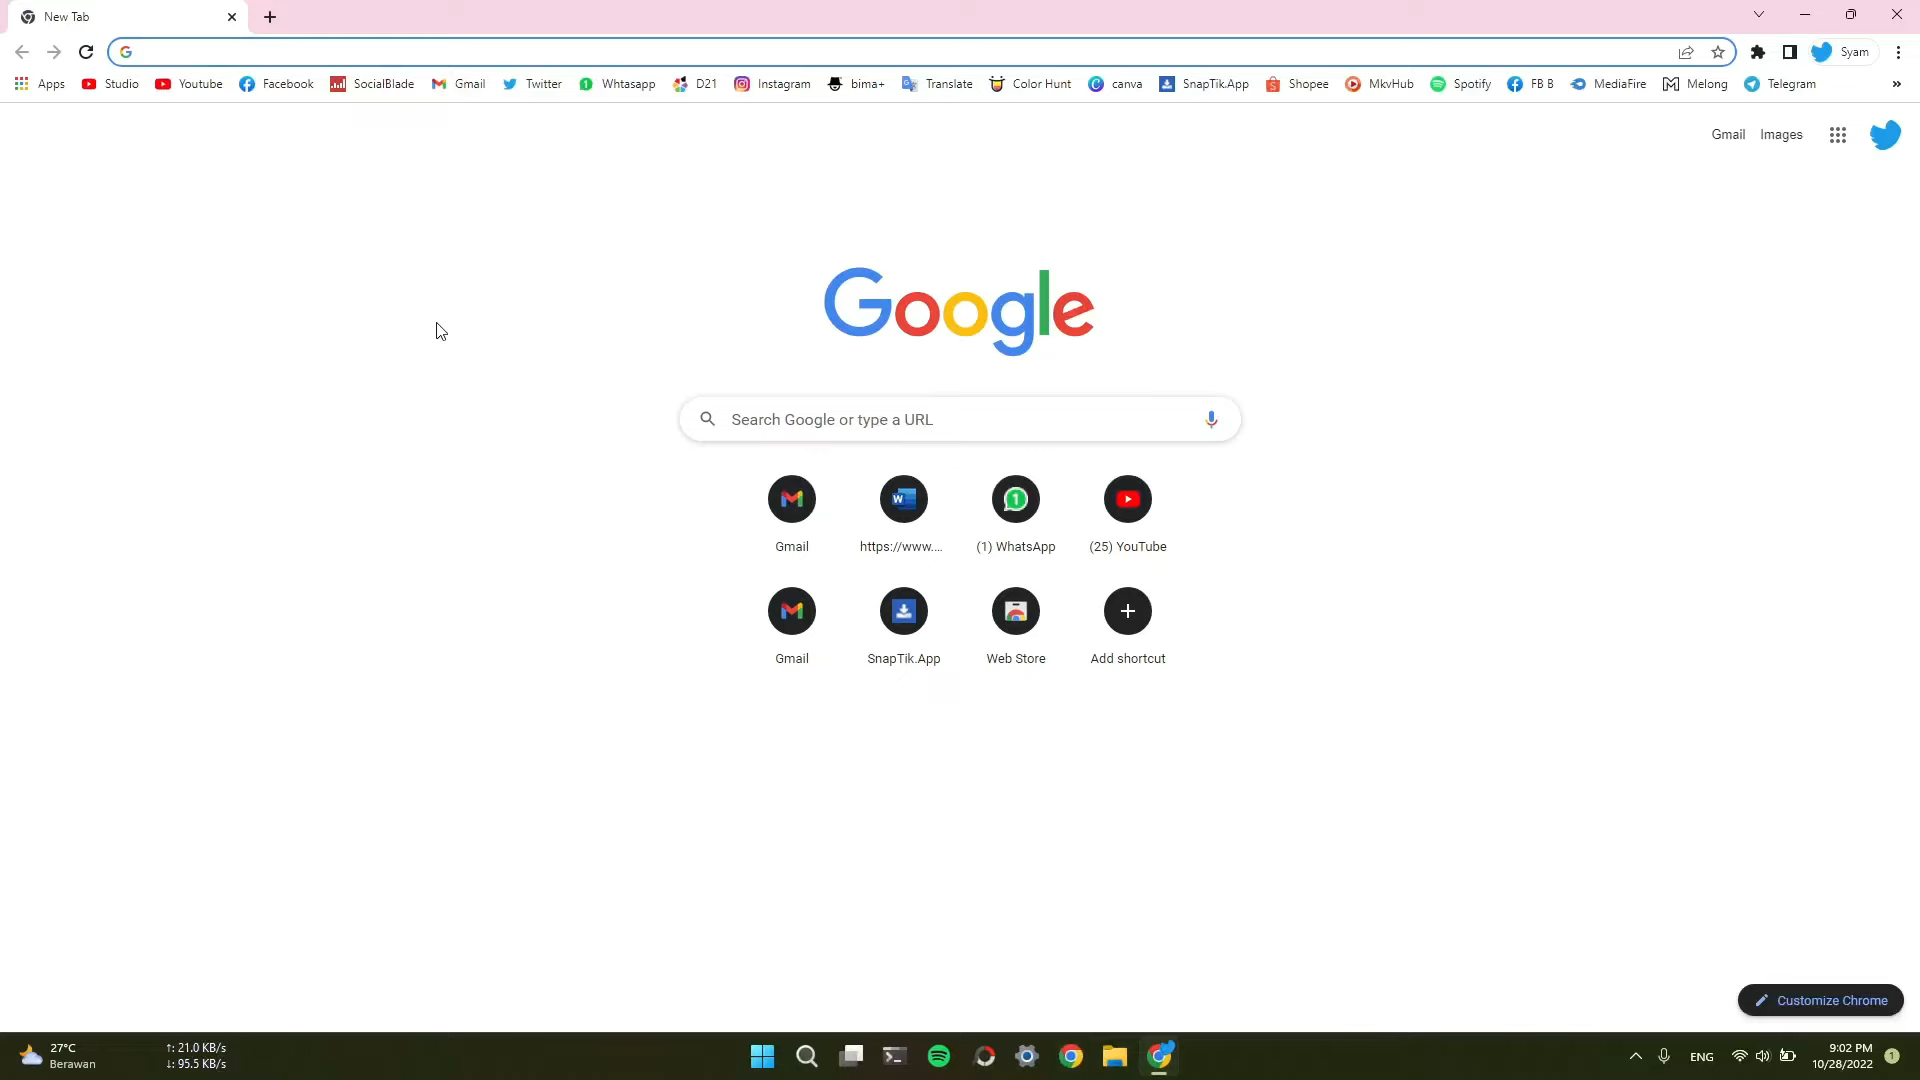 New Tab
Syam
Apps Studio Youtube Facebook SocialBlade Gmail Twitter Whtasapp D21 Instagram bima+ Translate Color Hunt canva SnapTik.App Shopee MkvHub Spotify FB B MediaFire Melong Telegram »
Gmail Images
Google
Search Google or type a URL
Gmail https://www.... (1) WhatsApp (25) YouTube
Gmail SnapTik.App Web Store Add shortcut
Customize Chrome
27°C ↑: 21.0 KB/s
Berawan ↓: 95.5 KB/s
ENG
9:02 PM
10/28/2022
1